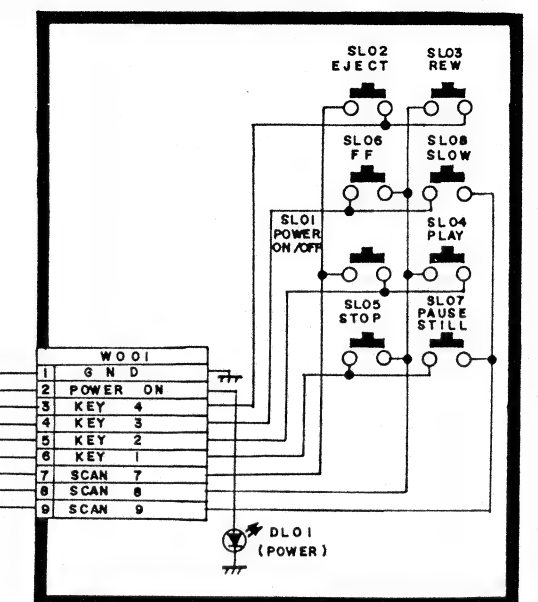 SL02
EJECT
SL03
REW
SL06
FF
SL08
SLOW
SL01
POWER
ON/OFF
SL04
PLAY
SL05
STOP
SL07
PAUSE
STILL
W001
1 GND
2 POWER ON
3 KEY 4
4 KEY 3
5 KEY 2
6 KEY 1
7 SCAN 7
8 SCAN 8
9 SCAN 9
DL01
(POWER)